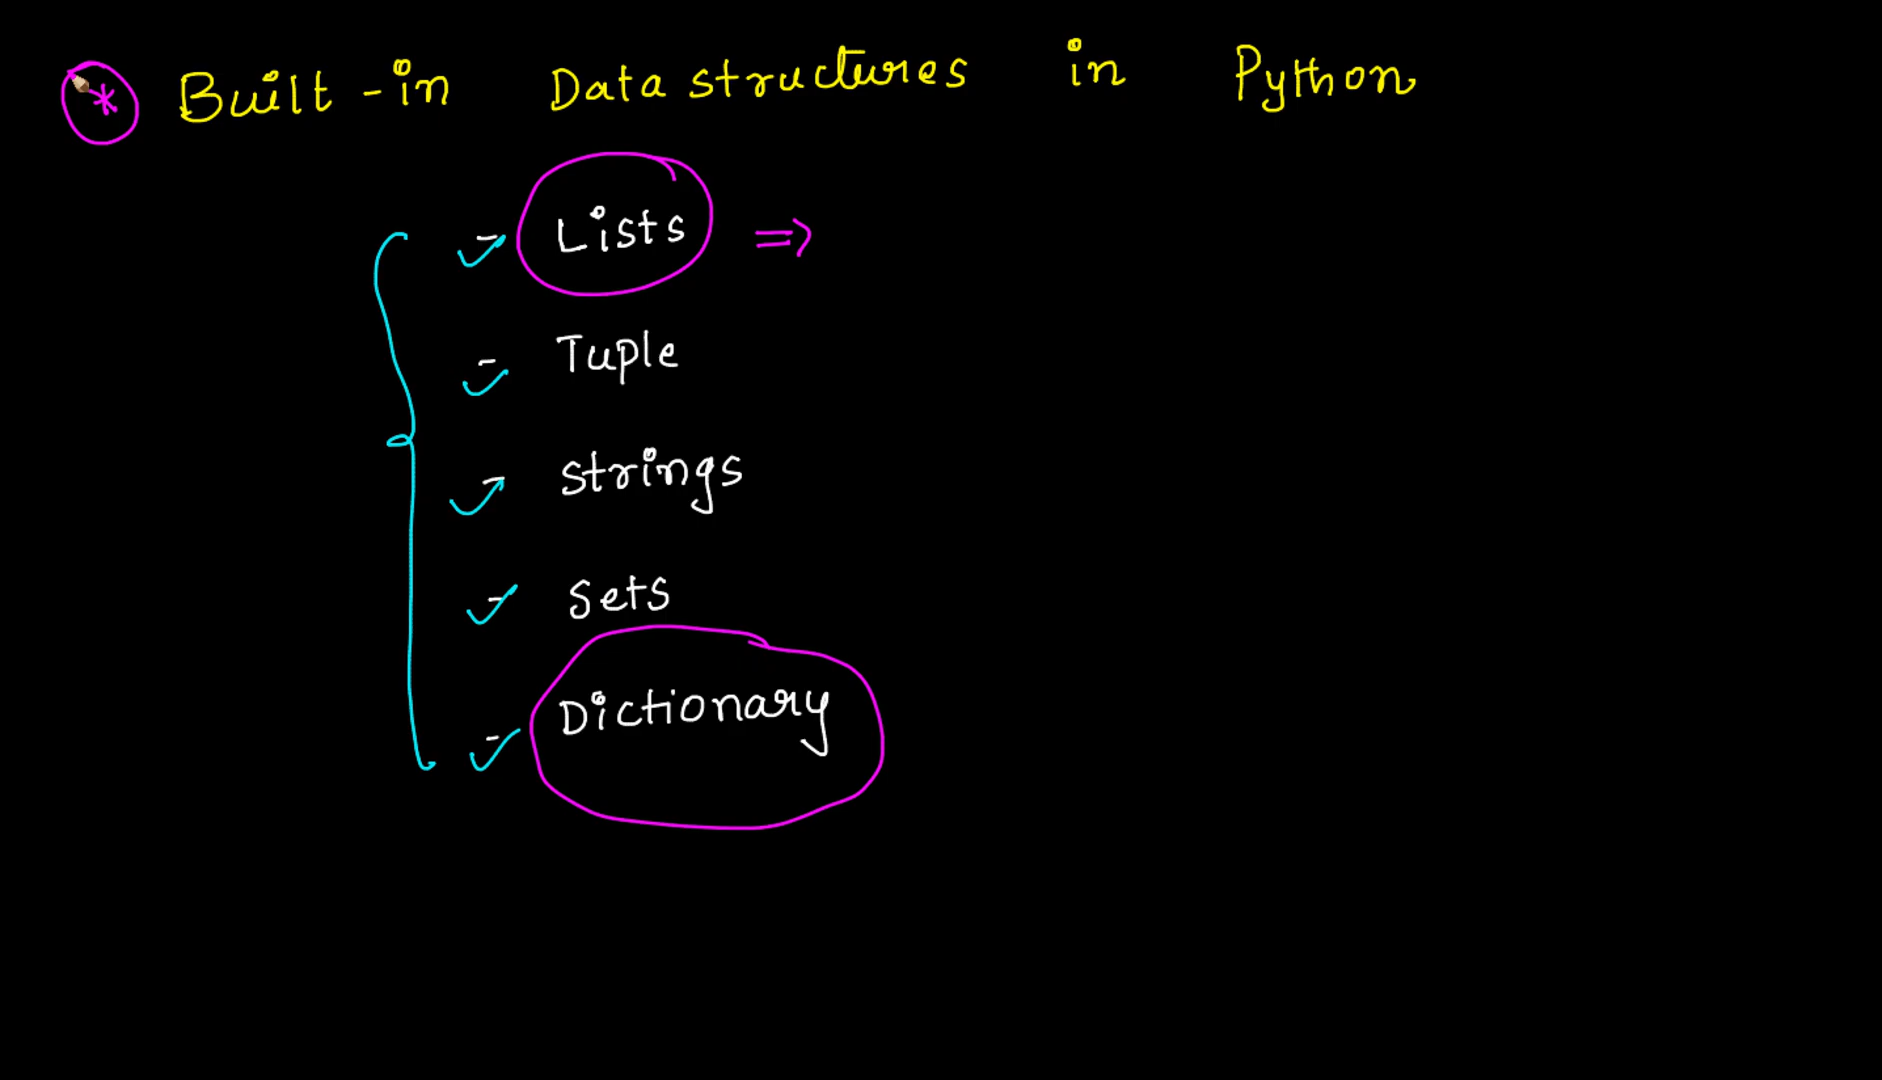 * Built-in Data structures in Python
- Lists =>
- Tuple
- Strings
- Sets
- Dictionary